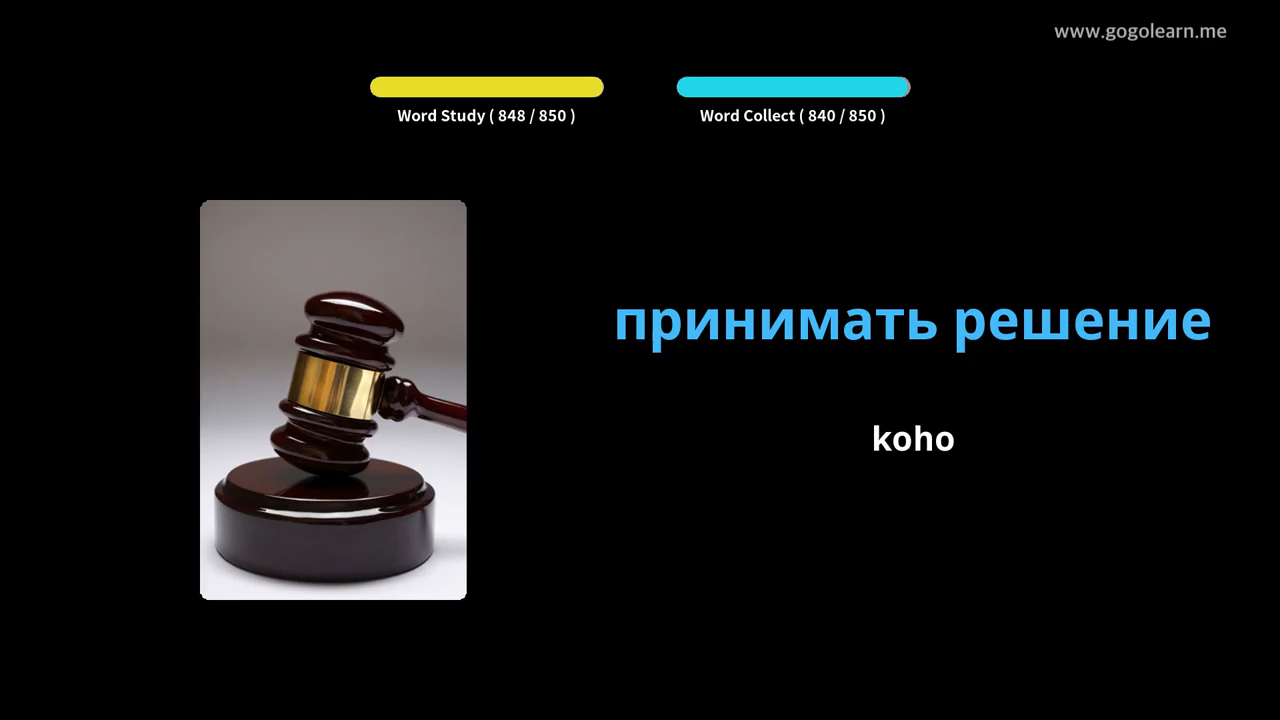 www.gogolearn.me
Word Study ( 848 / 850 )
Word Collect ( 840 / 850 )
принимать решение
koho